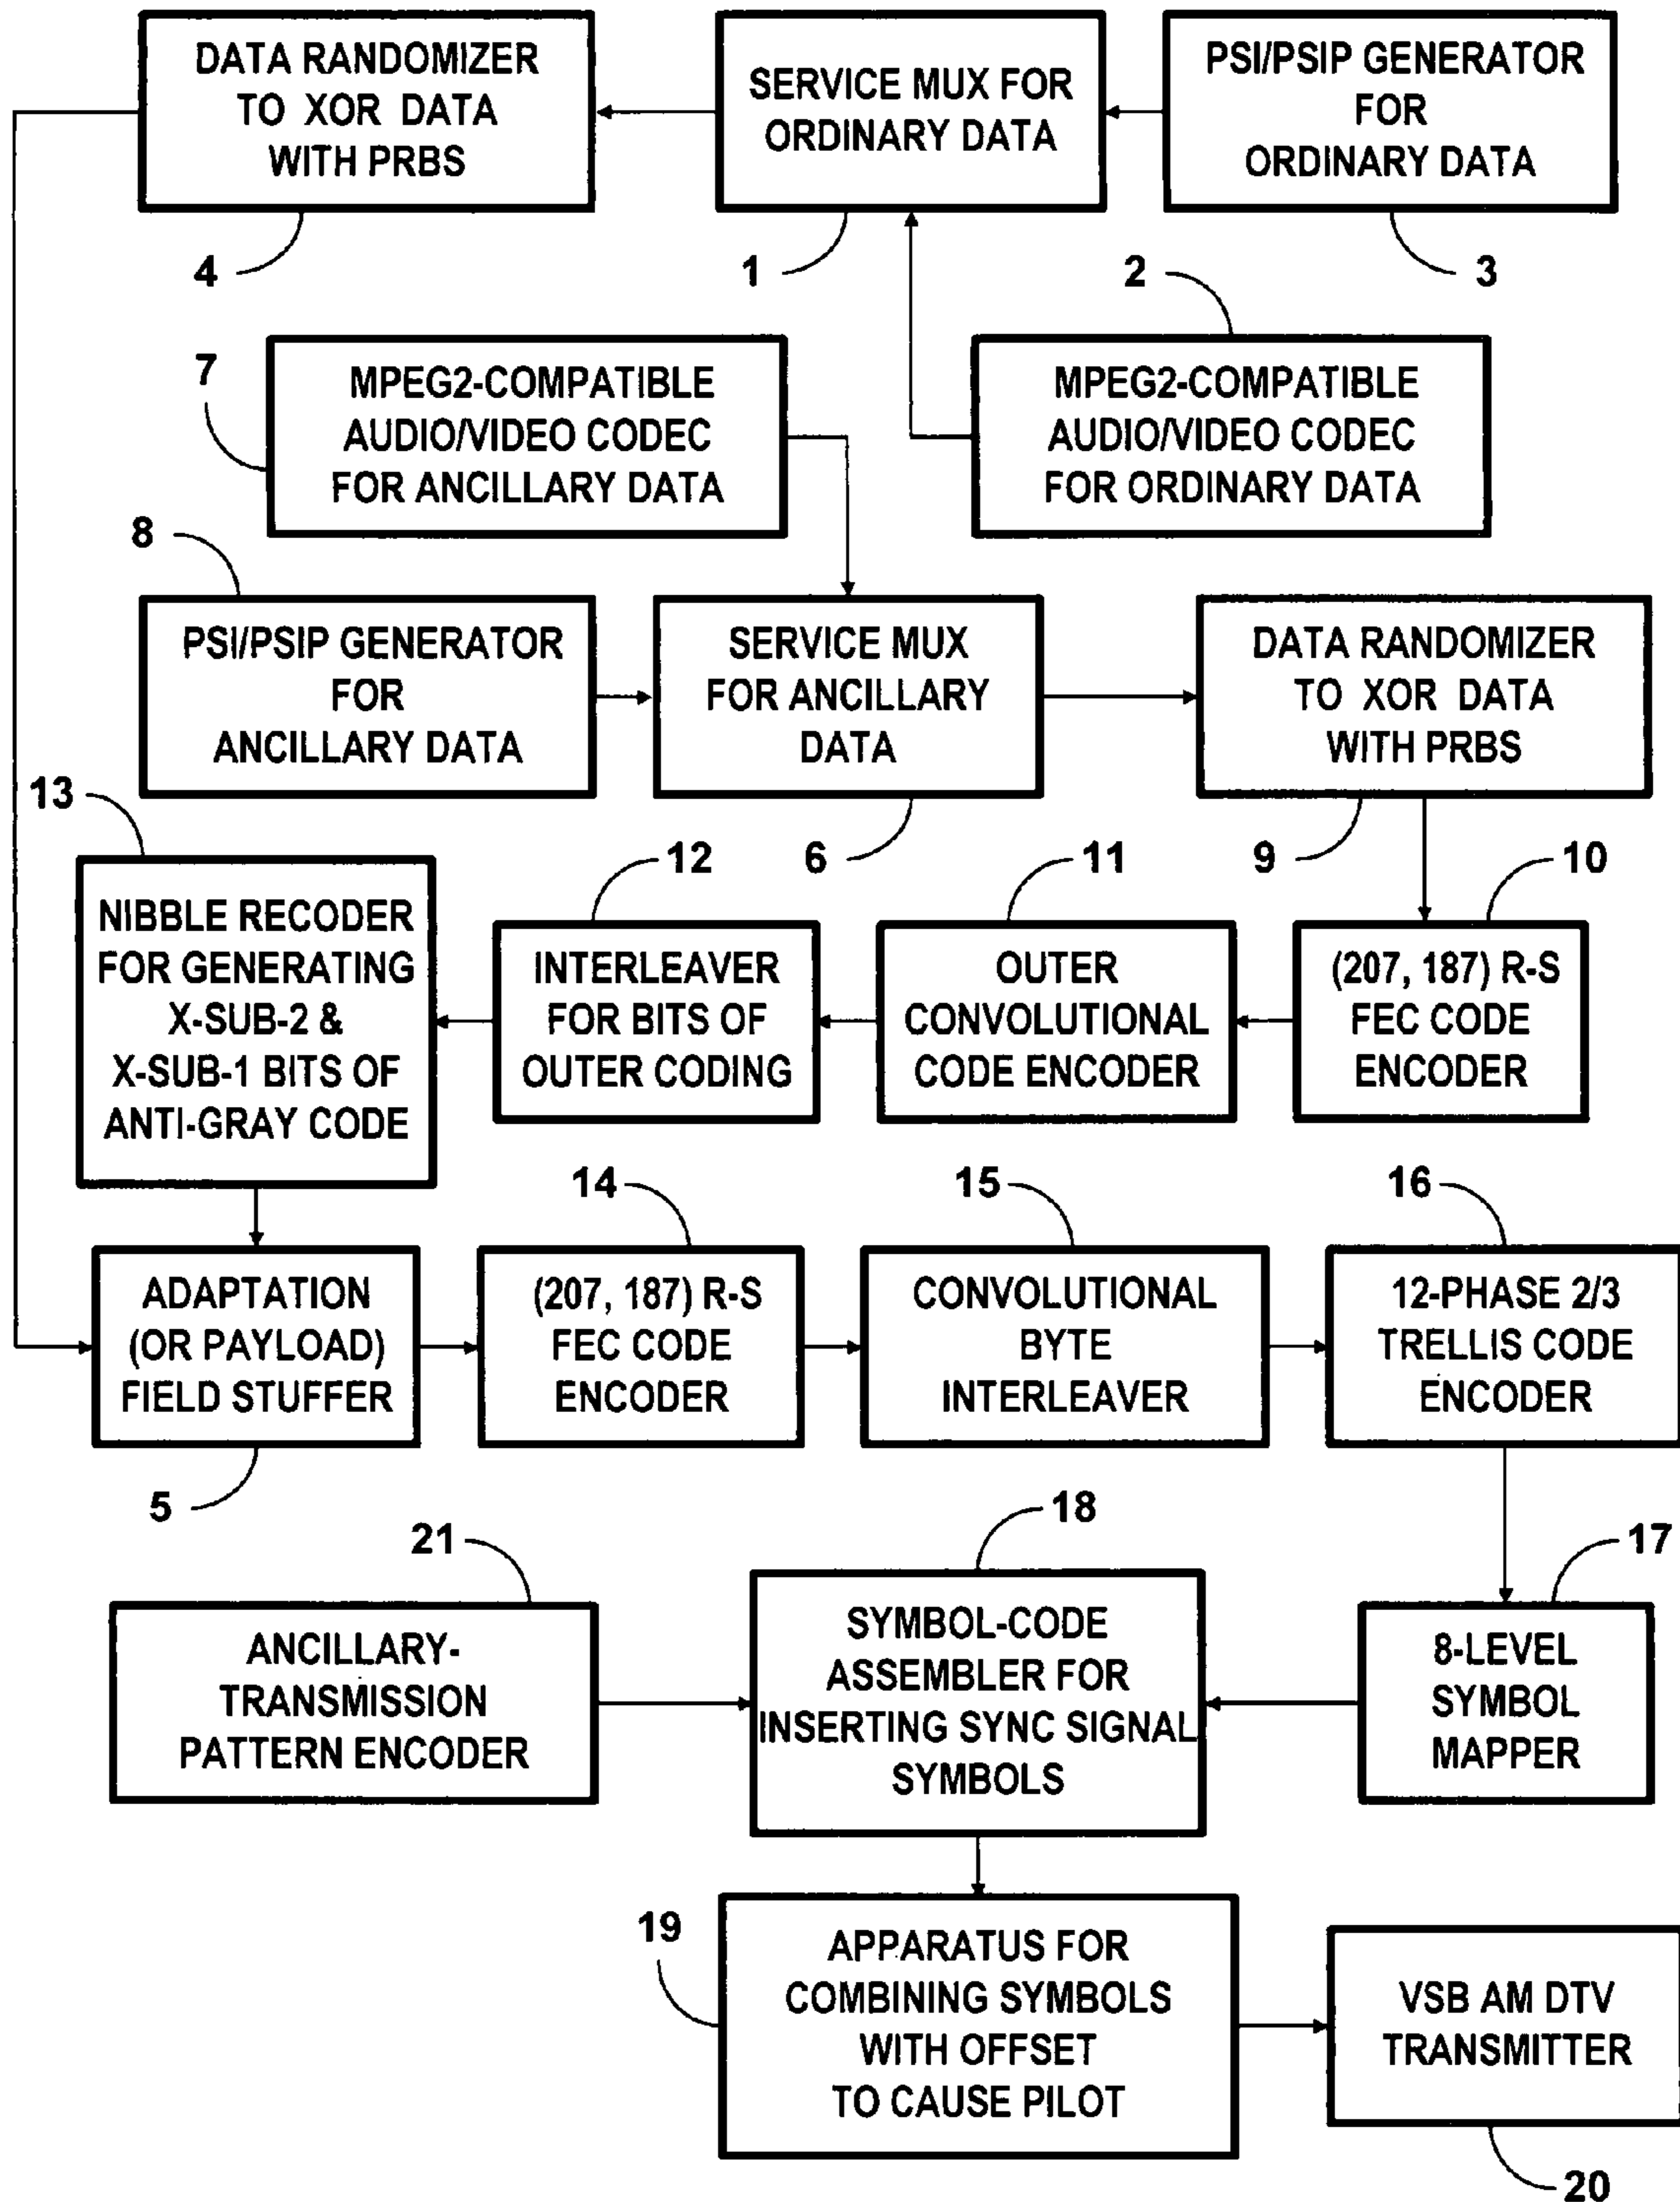 DATA RANDOMIZER
TO XOR DATA
WITH PRBS
4
SERVICE MUX FOR
ORDINARY DATA
1
PSI/PSIP GENERATOR
FOR
ORDINARY DATA
3
7
MPEG2-COMPATIBLE
AUDIO/VIDEO CODEC
FOR ANCILLARY DATA
2
MPEG2-COMPATIBLE
AUDIO/VIDEO CODEC
FOR ORDINARY DATA
8
PSI/PSIP GENERATOR
FOR
ANCILLARY DATA
SERVICE MUX
FOR ANCILLARY
DATA
6
DATA RANDOMIZER
TO XOR DATA
WITH PRBS
9
13
NIBBLE RECODER
FOR GENERATING
X-SUB-2 &
X-SUB-1 BITS OF
ANTI-GRAY CODE
12
INTERLEAVER
FOR BITS OF
OUTER CODING
11
OUTER
CONVOLUTIONAL
CODE ENCODER
10
(207, 187) R-S
FEC CODE
ENCODER
ADAPTATION
(OR PAYLOAD)
FIELD STUFFER
5
14
(207, 187) R-S
FEC CODE
ENCODER
15
CONVOLUTIONAL
BYTE
INTERLEAVER
16
12-PHASE 2/3
TRELLIS CODE
ENCODER
21
ANCILLARY-
TRANSMISSION
PATTERN ENCODER
18
SYMBOL-CODE
ASSEMBLER FOR
INSERTING SYNC SIGNAL
SYMBOLS
17
8-LEVEL
SYMBOL
MAPPER
19
APPARATUS FOR
COMBINING SYMBOLS
WITH OFFSET
TO CAUSE PILOT
VSB AM DTV
TRANSMITTER
20